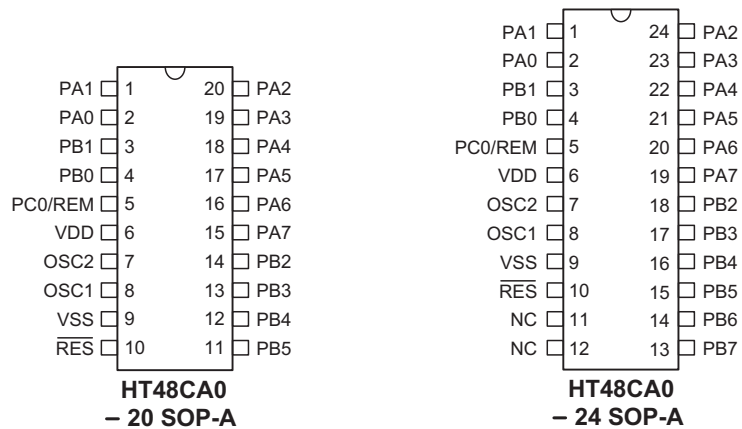 PA1 1 20 PA2
PA0 2 19 PA3
PB1 3 18 PA4
PB0 4 17 PA5
PC0/REM 5 16 PA6
VDD 6 15 PA7
OSC2 7 14 PB2
OSC1 8 13 PB3
VSS 9 12 PB4
RES 10 11 PB5
HT48CA0
– 20 SOP-A
PA1 1 24 PA2
PA0 2 23 PA3
PB1 3 22 PA4
PB0 4 21 PA5
PC0/REM 5 20 PA6
VDD 6 19 PA7
OSC2 7 18 PB2
OSC1 8 17 PB3
VSS 9 16 PB4
RES 10 15 PB5
NC 11 14 PB6
NC 12 13 PB7
HT48CA0
– 24 SOP-A